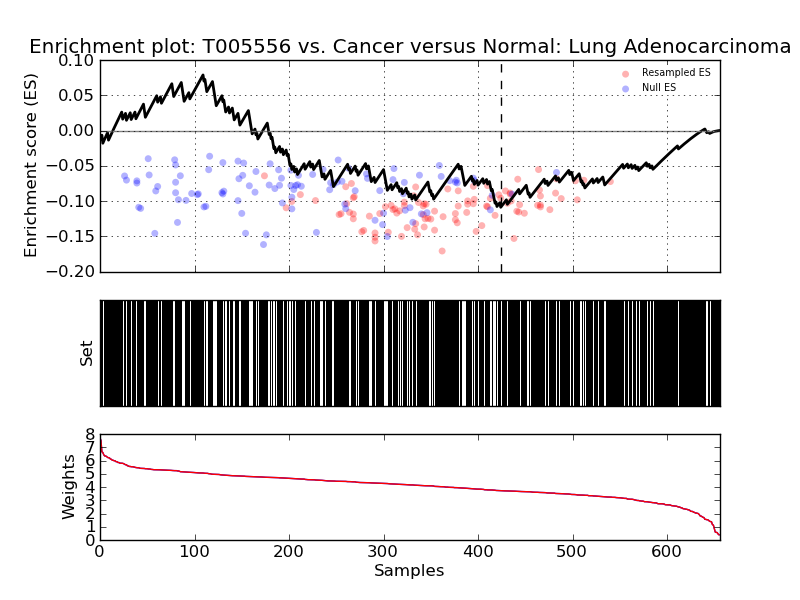 Enrichment plot: T005556 vs. Cancer versus Normal: Lung Adenocarcinoma
Enrichment score (ES)
0.10
0.05
0.00
−0.05
−0.10
−0.15
−0.20
Resampled ES
Null ES
Set
Weights
8
7
6
5
4
3
2
1
0
0 100 200 300 400 500 600
Samples